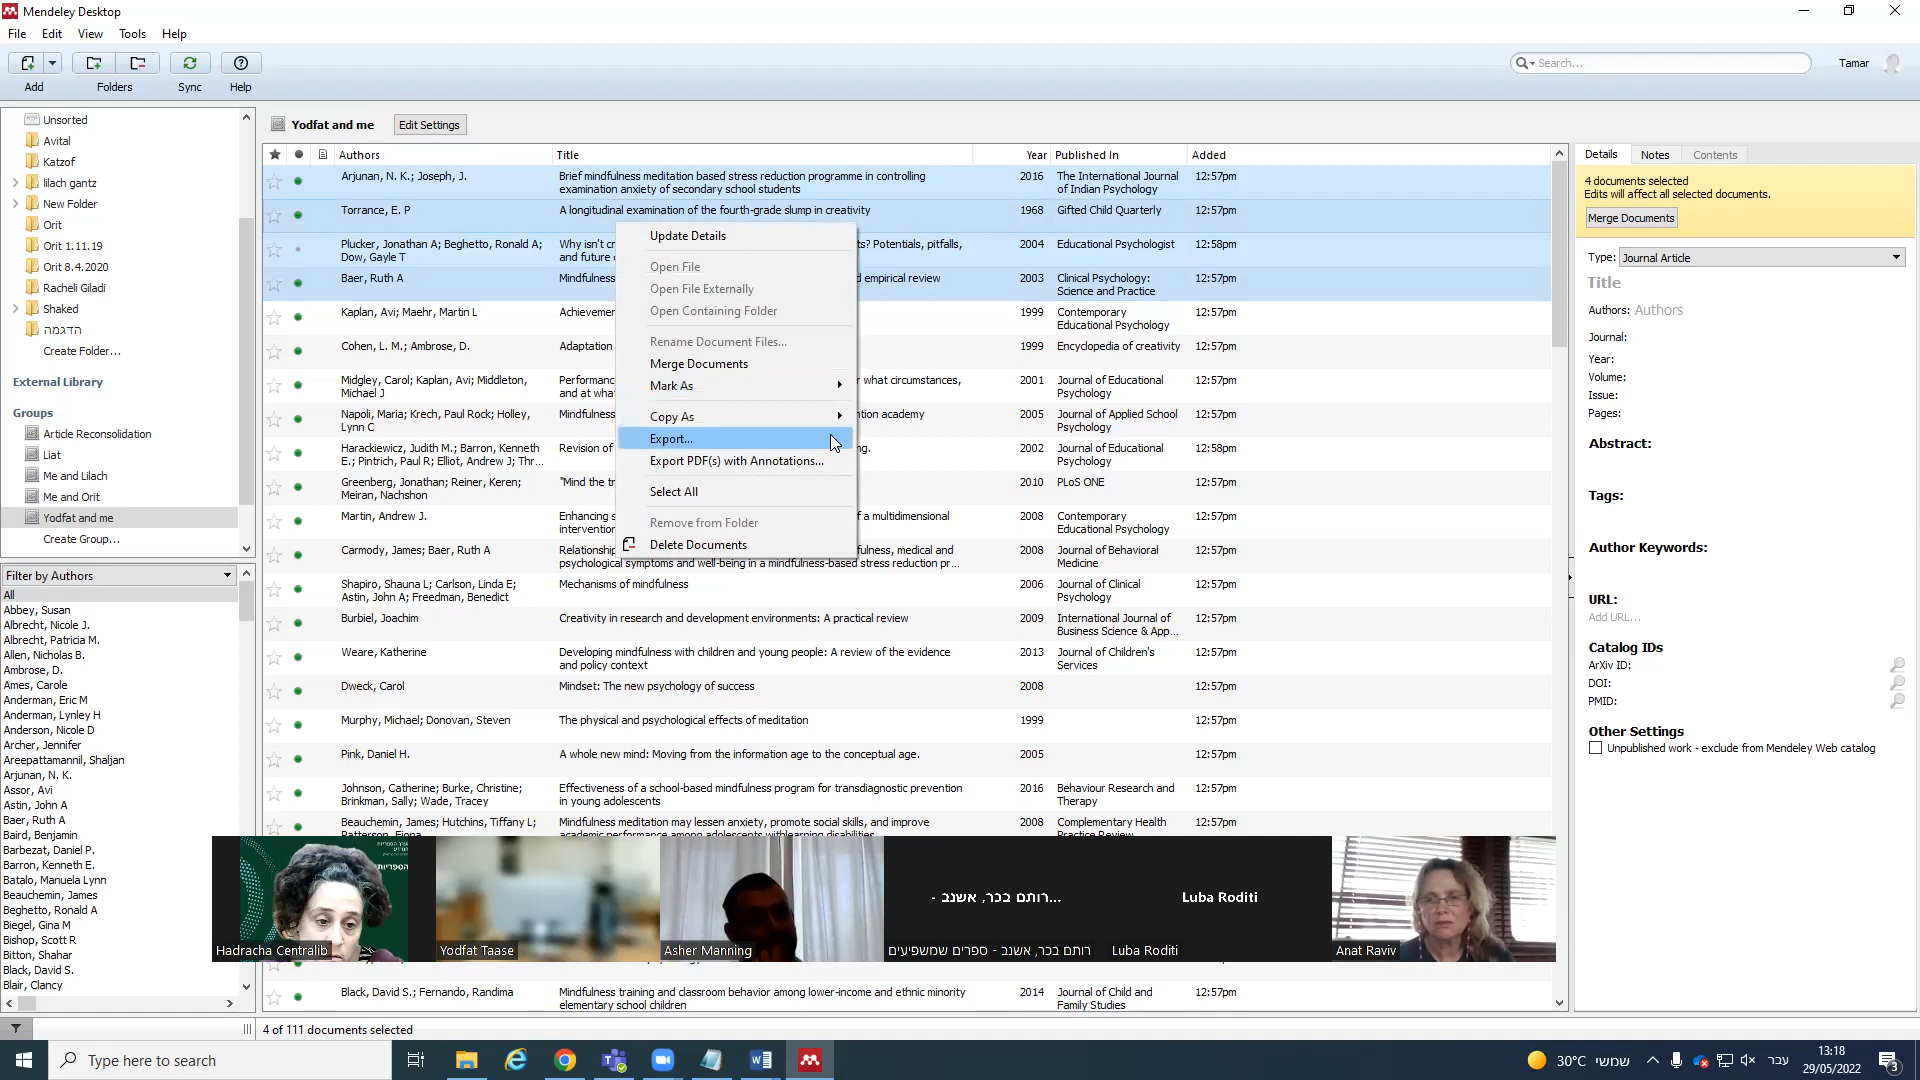 Mendeley Desktop
File Edit View Tools Help
Add Folders Sync Help
Search...
Tamar
Unsorted
Avital
Katzof
lilach gantz
New Folder
Orit
Orit 1.11.19
Orit 8.4.2020
Racheli Giladi
Shaked
הדגמה
Create Folder...
External Library
Groups
Article Reconsolidation
Liat
Me and Lilach
Me and Orit
Yodfat and me
Create Group...
Filter by Authors
All
Abbey, Susan
Albrecht, Nicole J.
Albrecht, Patricia M.
Allen, Nicholas B.
Ambrose, D.
Ames, Carole
Anderman, Eric M
Anderman, Lynley H
Anderson, Nicole D
Archer, Jennifer
Areepattamannil, Shaljan
Arjunan, N. K.
Assor, Avi
Astin, John A
Baer, Ruth A
Baird, Benjamin
Barbezat, Daniel P.
Barron, Kenneth E.
Batalo, Manuela Lynn
Beauchemin, James
Beghetto, Ronald A
Biegel, Gina M
Bishop, Scott R
Bitton, Shahar
Black, David S.
Blair, Clancy
Yodfat and me Edit Settings
Authors Title Year Published In Added
Arjunan, N. K.; Joseph, J. Brief mindfulness meditation based stress reduction programme in controlling 2016 The International Journal 12:57pm
examination anxiety of secondary school students of Indian Psychology
Torrance, E. P A longitudinal examination of the fourth-grade slump in creativity 1968 Gifted Child Quarterly 12:57pm
Plucker, Jonathan A; Beghetto, Ronald A; Why isn't cr ts? Potentials, pitfalls, 2004 Educational Psychologist 12:58pm
Dow, Gayle T and future
Baer, Ruth A Mindfulness d empirical review 2003 Clinical Psychology: 12:57pm
Science and Practice
Kaplan, Avi; Maehr, Martin L Achieveme 1999 Contemporary 12:57pm
Educational Psychology
Cohen, L. M.; Ambrose, D. Adaptation 1999 Encyclopedia of creativity 12:57pm
Midgley, Carol; Kaplan, Avi; Middleton, Performanc r what circumstances, 2001 Journal of Educational 12:57pm
Michael J and at what Psychology
Napoli, Maria; Krech, Paul Rock; Holley, Mindfulness ntion academy 2005 Journal of Applied School 12:57pm
Lynn C Psychology
Harackiewicz, Judith M.; Barron, Kenneth Revision of ng. 2002 Journal of Educational 12:58pm
E.; Pintrich, Paul R; Elliot, Andrew J; Thr... Psychology
Greenberg, Jonathan; Reiner, Keren; "Mind the tr 2010 PLoS ONE 12:57pm
Meiran, Nachshon
Martin, Andrew J. Enhancing s f a multidimensional 2008 Contemporary 12:57pm
interventio Educational Psychology
Carmody, James; Baer, Ruth A Relationship fulness, medical and 2008 Journal of Behavioral 12:57pm
psychological symptoms and well-being in a mindfulness-based stress reduction pr... Medicine
Shapiro, Shauna L; Carlson, Linda E; Mechanisms of mindfulness 2006 Journal of Clinical 12:57pm
Astin, John A; Freedman, Benedict Psychology
Burbiel, Joachim Creativity in research and development environments: A practical review 2009 International Journal of 12:57pm
Business Science & App...
Weare, Katherine Developing mindfulness with children and young people: A review of the evidence 2013 Journal of Children's 12:57pm
and policy context Services
Dweck, Carol Mindset: The new psychology of success 2008 12:57pm
Murphy, Michael; Donovan, Steven The physical and psychological effects of meditation 1999 12:57pm
Pink, Daniel H. A whole new mind: Moving from the information age to the conceptual age. 2005 12:57pm
Johnson, Catherine; Burke, Christine; Effectiveness of a school-based mindfulness program for transdiagnostic prevention 2016 Behaviour Research and 12:57pm
Brinkman, Sally; Wade, Tracey in young adolescents Therapy
Beauchemin, James; Hutchins, Tiffany L; Mindfulness meditation may lessen anxiety, promote social skills, and improve 2008 Complementary Health 12:57pm
Patterson, Fiona academic performance among adolescents withlearning disabilities Practice Review
Black, David S.; Fernando, Randima Mindfulness training and classroom behavior among lower-income and ethnic minority 2014 Journal of Child and 12:57pm
elementary school children Family Studies
Update Details
Open File
Open File Externally
Open Containing Folder
Rename Document Files...
Merge Documents
Mark As
Copy As
Export...
Export PDF(s) with Annotations...
Select All
Remove from Folder
Delete Documents
Details Notes Contents
4 documents selected
Edits will affect all selected documents.
Merge Documents
Type: Journal Article
Title
Authors: Authors
Journal:
Year:
Volume:
Issue:
Pages:
Abstract:
Tags:
Author Keywords:
URL:
Add URL...
Catalog IDs
ArXiv ID:
DOI:
PMID:
Other Settings
Unpublished work - exclude from Mendeley Web catalog
רותם בכר, אשנב - ...
Luba Roditi
Hadracha Centralib
Yodfat Taase
Asher Manning
רותם בכר, אשנב - ספרים שמשפיעים
Luba Roditi
Anat Raviv
4 of 111 documents selected
Type here to search
30°C שמשי
עבר
13:18
29/05/2022
3